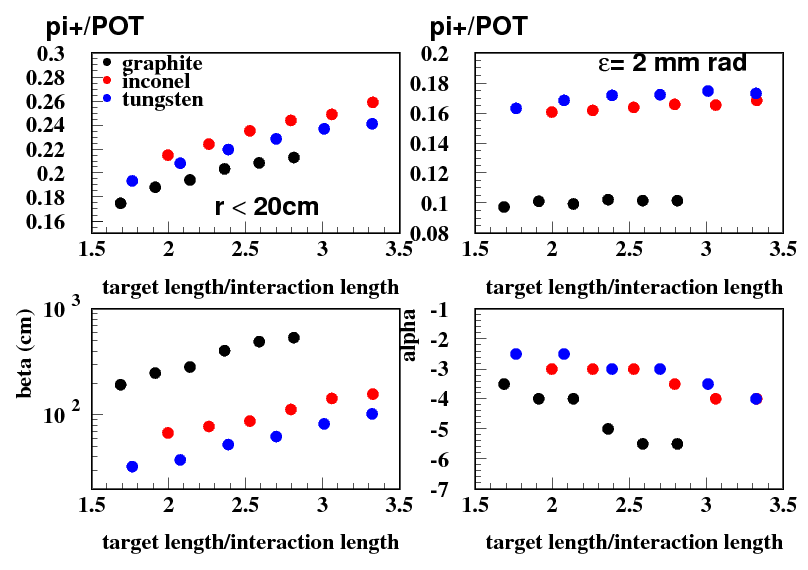 pi+/POT
0.3
0.28
0.26
0.24
0.22
0.2
0.18
0.16
graphite
inconel
tungsten
r < 20cm
1.5 2 2.5 3 3.5
target length/interaction length
pi+/POT
0.2
0.18
0.16
0.14
0.12
0.1
0.08
ε= 2 mm rad
1.5 2 2.5 3 3.5
target length/interaction length
beta (cm)
10 3
10 2
1.5 2 2.5 3 3.5
target length/interaction length
alpha
-1
-2
-3
-4
-5
-6
-7
1.5 2 2.5 3 3.5
target length/interaction length